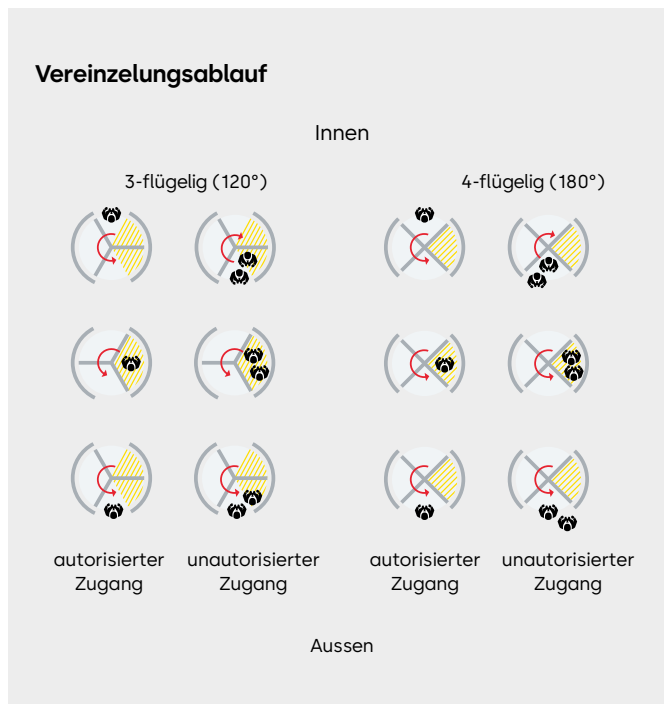 Vereinzelungsablauf
Innen
3-flügelig (120°)
4-flügelig (180°)
autorisierter
Zugang
unautorisierter
Zugang
autorisierter
Zugang
unautorisierter
Zugang
Aussen